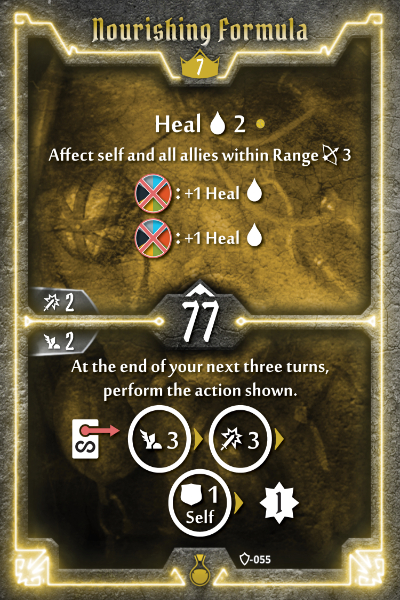 Nourishing Formula
7
Heal 2
Affect self and all allies within Range 3
: +1 Heal
: +1 Heal
2
77
2
At the end of your next three turns,
perform the action shown.
S 3 3
1
Self
1
-055